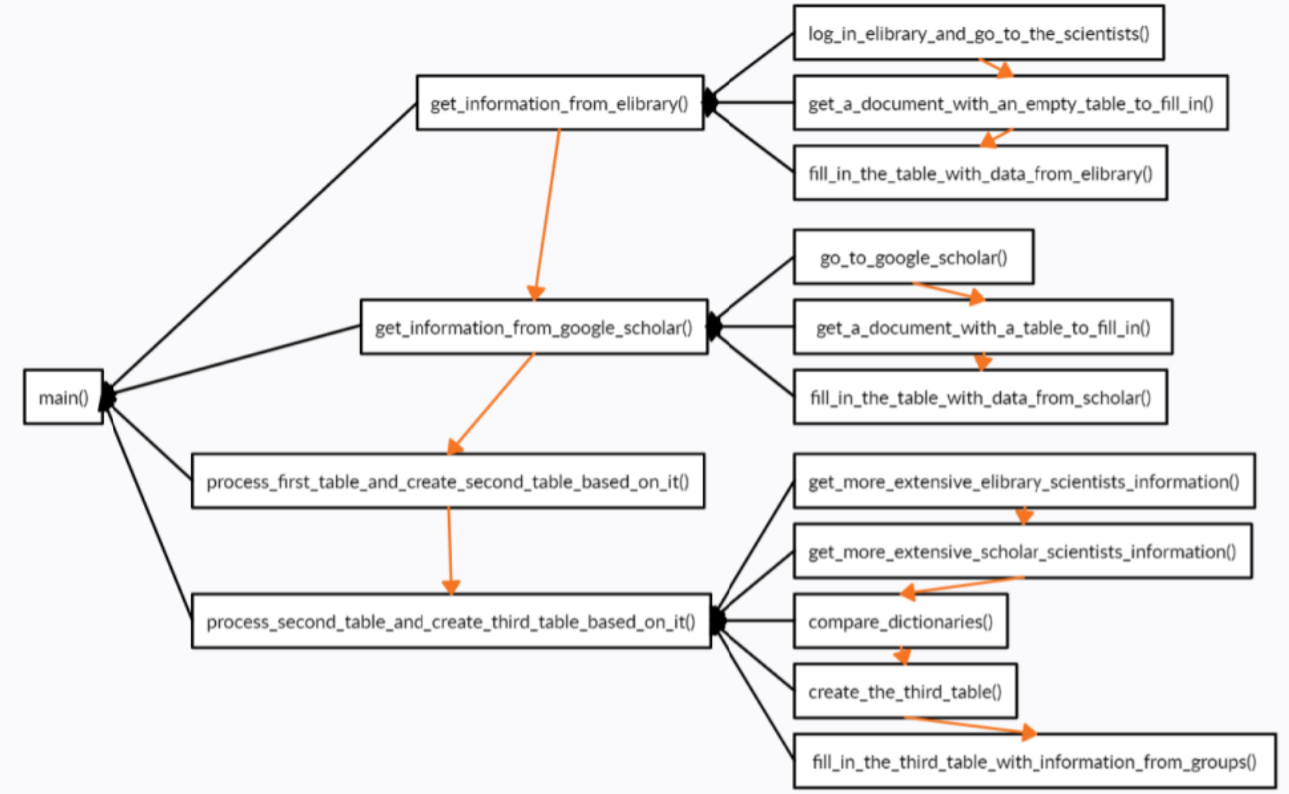 log_in_elibrary_and_go_to_the_scientists()
get_information_from_elibrary()
get_a_document_with_an_empty_table_to_fill_in()
fill_in_the_table_with_data_from_elibrary()
go_to_google_scholar()
get_information_from_google_scholar()
get_a_document_with_a_table_to_fill_in()
main()
fill_in_the_table_with_data_from_scholar()
process_first_table_and_create_second_table_based_on_it()
get_more_extensive_elibrary_scientists_information()
get_more_extensive_scholar_scientists_information()
process_second_table_and_create_third_table_based_on_it()
compare_dictionaries()
create_the_third_table()
fill_in_the_third_table_with_information_from_groups()